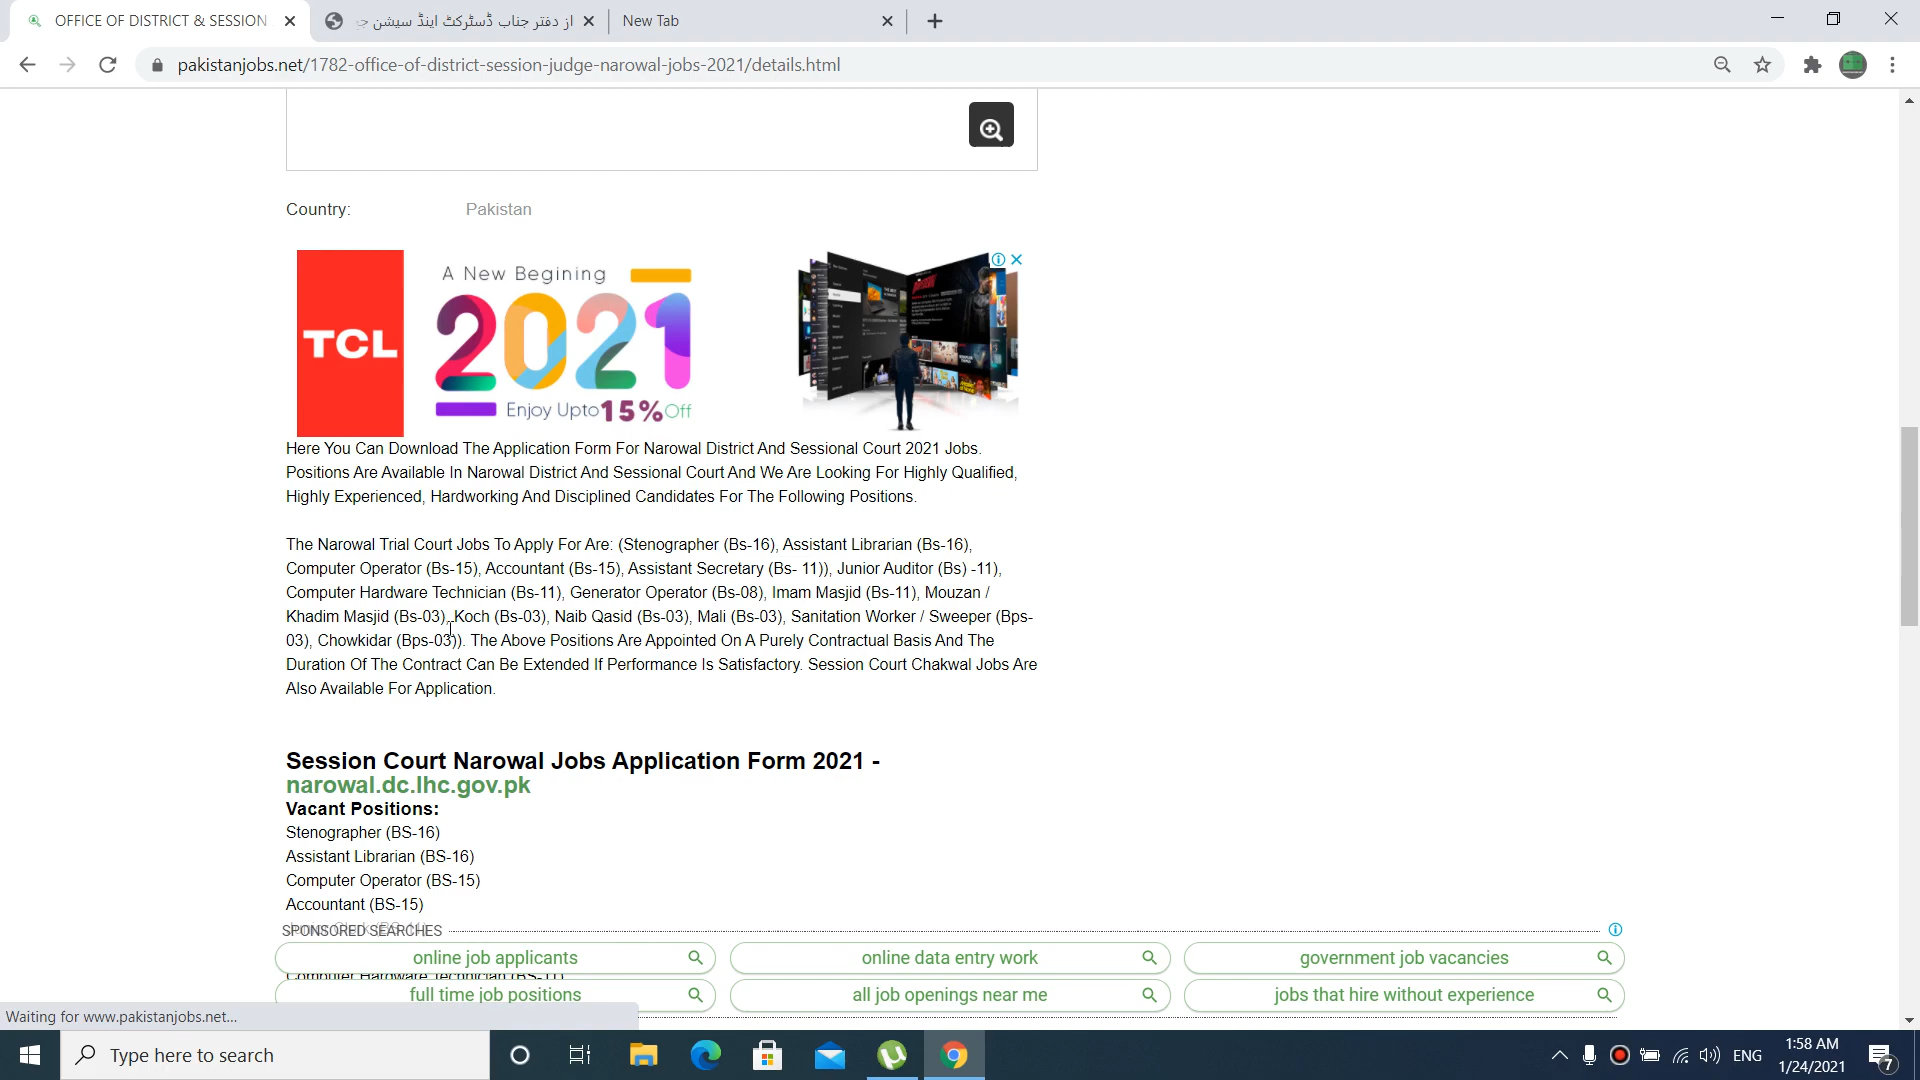 OFFICE OF DISTRICT & SESSION
از دفتر جناب ڈسٹرکٹ اینڈ سیشن
New Tab
pakistanjobs.net/1782-office-of-district-session-judge-narowal-jobs-2021/details.html
Country: Pakistan
TCL
A New Begining
2021
Enjoy Upto 15% Off
Here You Can Download The Application Form For Narowal District And Sessional Court 2021 Jobs.
Positions Are Available In Narowal District And Sessional Court And We Are Looking For Highly Qualified,
Highly Experienced, Hardworking And Disciplined Candidates For The Following Positions.
The Narowal Trial Court Jobs To Apply For Are: (Stenographer (Bs-16), Assistant Librarian (Bs-16),
Computer Operator (Bs-15), Accountant (Bs-15), Assistant Secretary (Bs- 11)), Junior Auditor (Bs) -11),
Computer Hardware Technician (Bs-11), Generator Operator (Bs-08), Imam Masjid (Bs-11), Mouzan /
Khadim Masjid (Bs-03), Koch (Bs-03), Naib Qasid (Bs-03), Mali (Bs-03), Sanitation Worker / Sweeper (Bps-
03), Chowkidar (Bps-03)). The Above Positions Are Appointed On A Purely Contractual Basis And The
Duration Of The Contract Can Be Extended If Performance Is Satisfactory. Session Court Chakwal Jobs Are
Also Available For Application.
Session Court Narowal Jobs Application Form 2021 -
narowal.dc.lhc.gov.pk
Vacant Positions:
Stenographer (BS-16)
Assistant Librarian (BS-16)
Computer Operator (BS-15)
Accountant (BS-15)
SPONSORED SEARCHES
online job applicants
online data entry work
government job vacancies
Computer Hardware Technician (BS-11)
full time job positions
all job openings near me
jobs that hire without experience
Waiting for www.pakistanjobs.net...
Type here to search
ENG
1:58 AM
1/24/2021
7